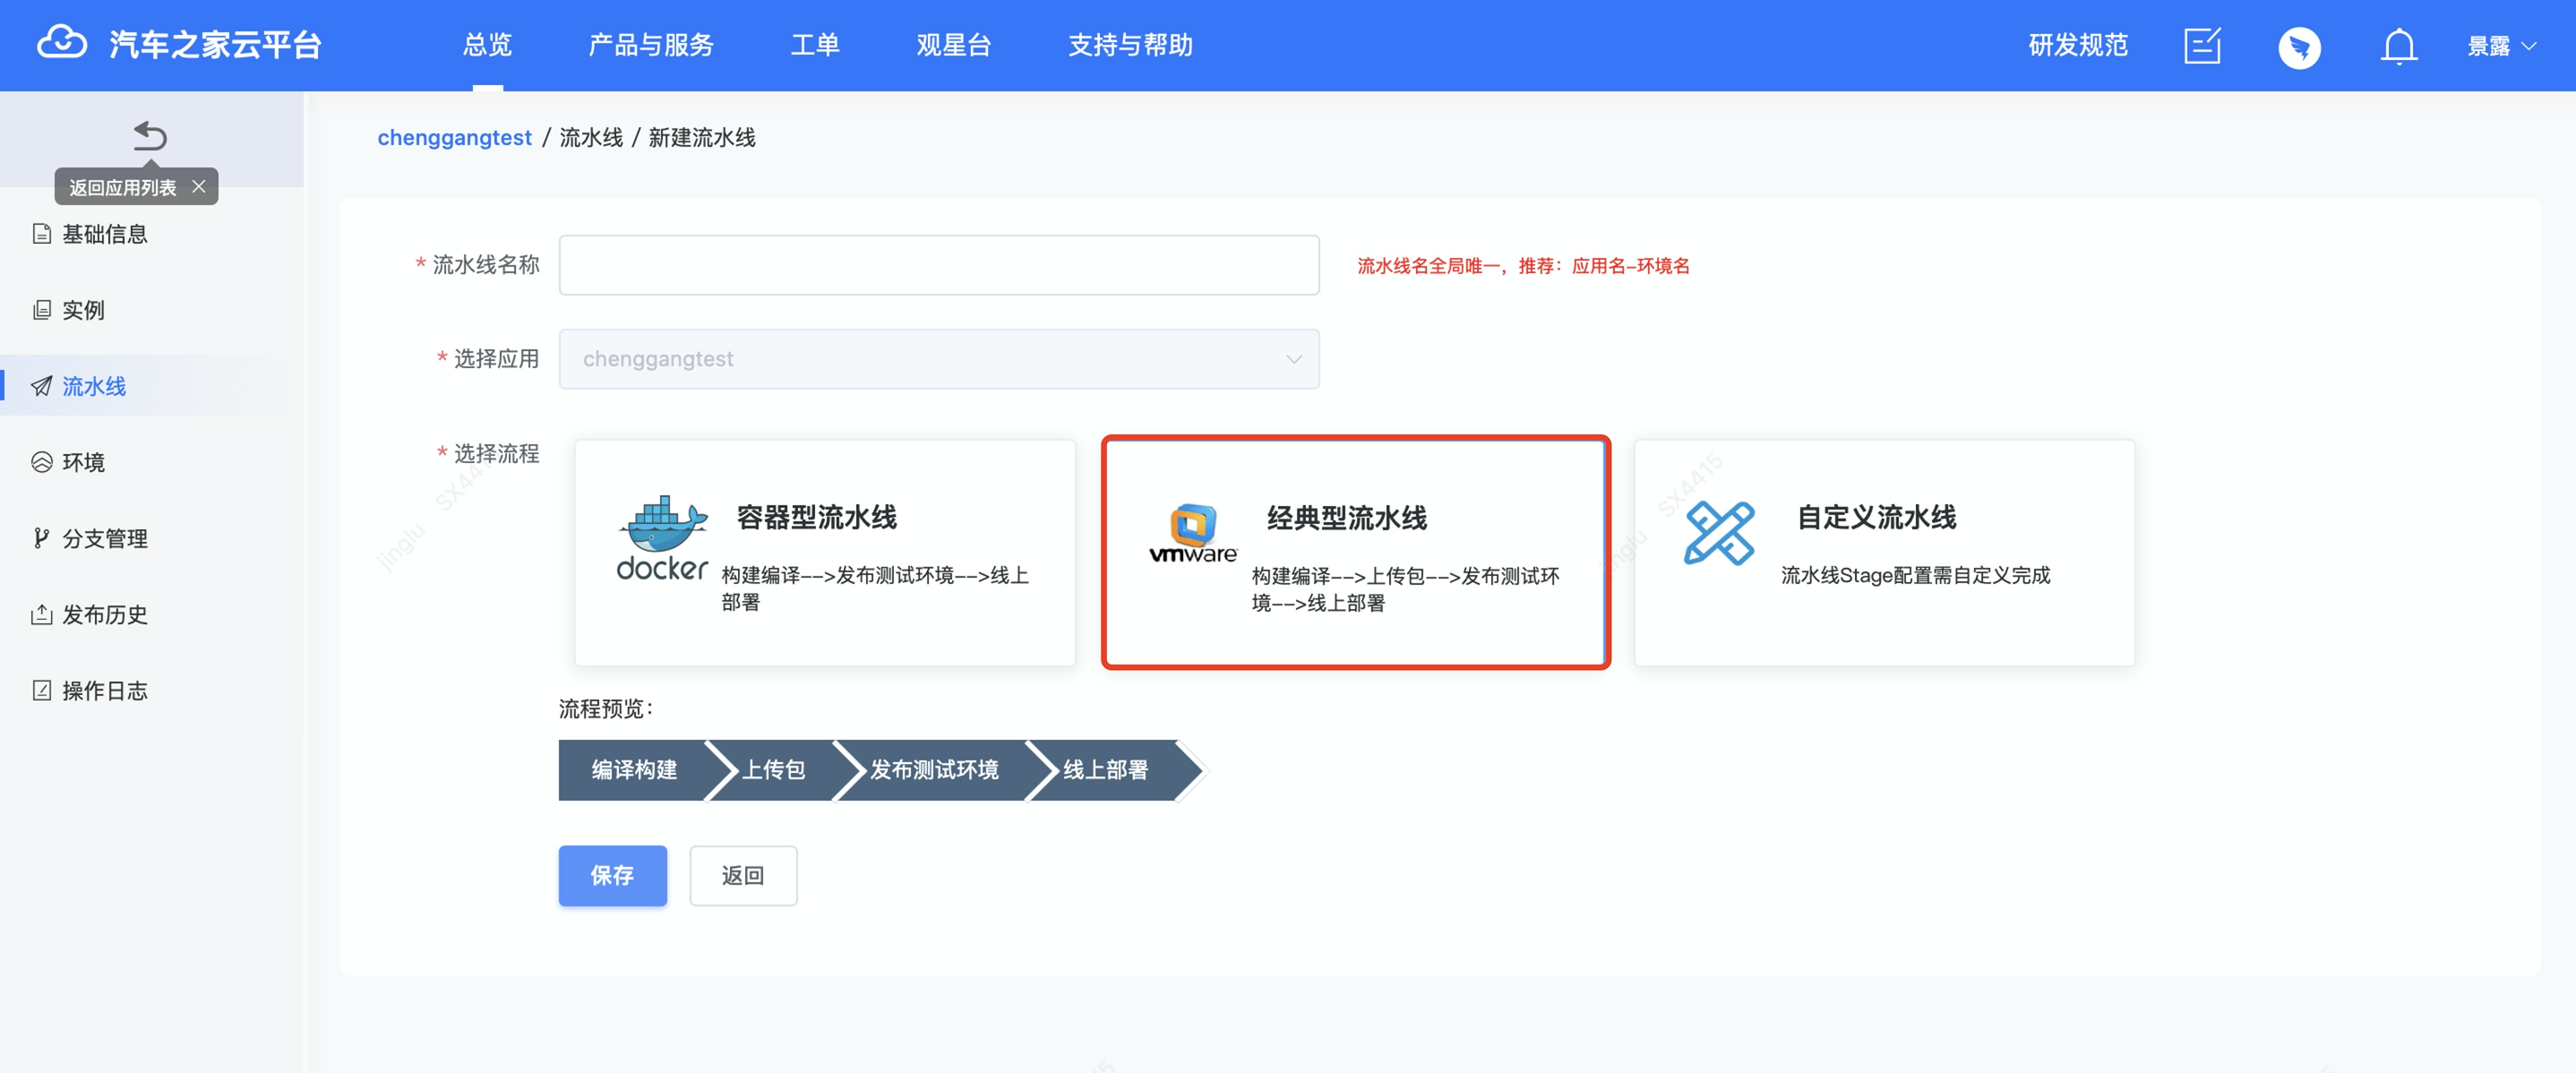 汽车之家云平台
总览
产品与服务
工单
观星台
支持与帮助
研发规范
景露
返回应用列表
基础信息
实例
流水线
环境
分支管理
发布历史
操作日志
chenggangtest / 流水线 / 新建流水线
* 流水线名称
流水线名全局唯一，推荐：应用名-环境名
* 选择应用
chenggangtest
* 选择流程
docker
容器型流水线
构建编译-->发布测试环境-->线上
部署
vmware
经典型流水线
构建编译-->上传包-->发布测试环
境-->线上部署
自定义流水线
流水线Stage配置需自定义完成
jinglu
SX4415
流程预览：
编译构建
上传包
发布测试环境
线上部署
保存
返回